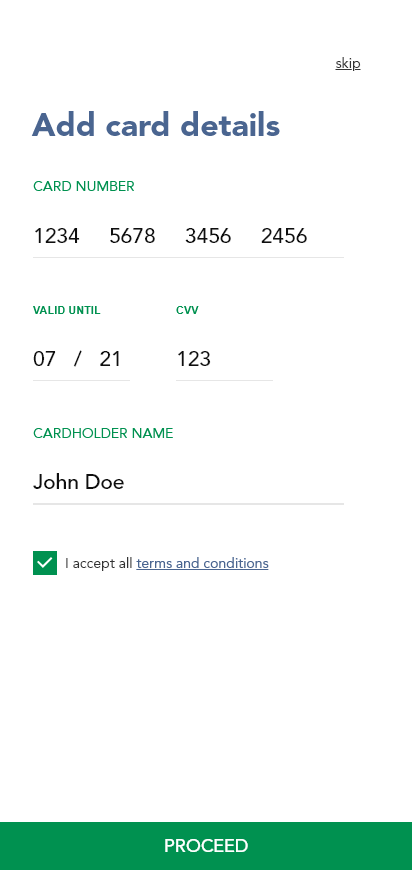 skip
Add card details
CARD NUMBER
1234 5678 3456 2456
VALID UNTIL CVV
07 / 21 123
CARDHOLDER NAME
John Doe
I accept all terms and conditions
PROCEED